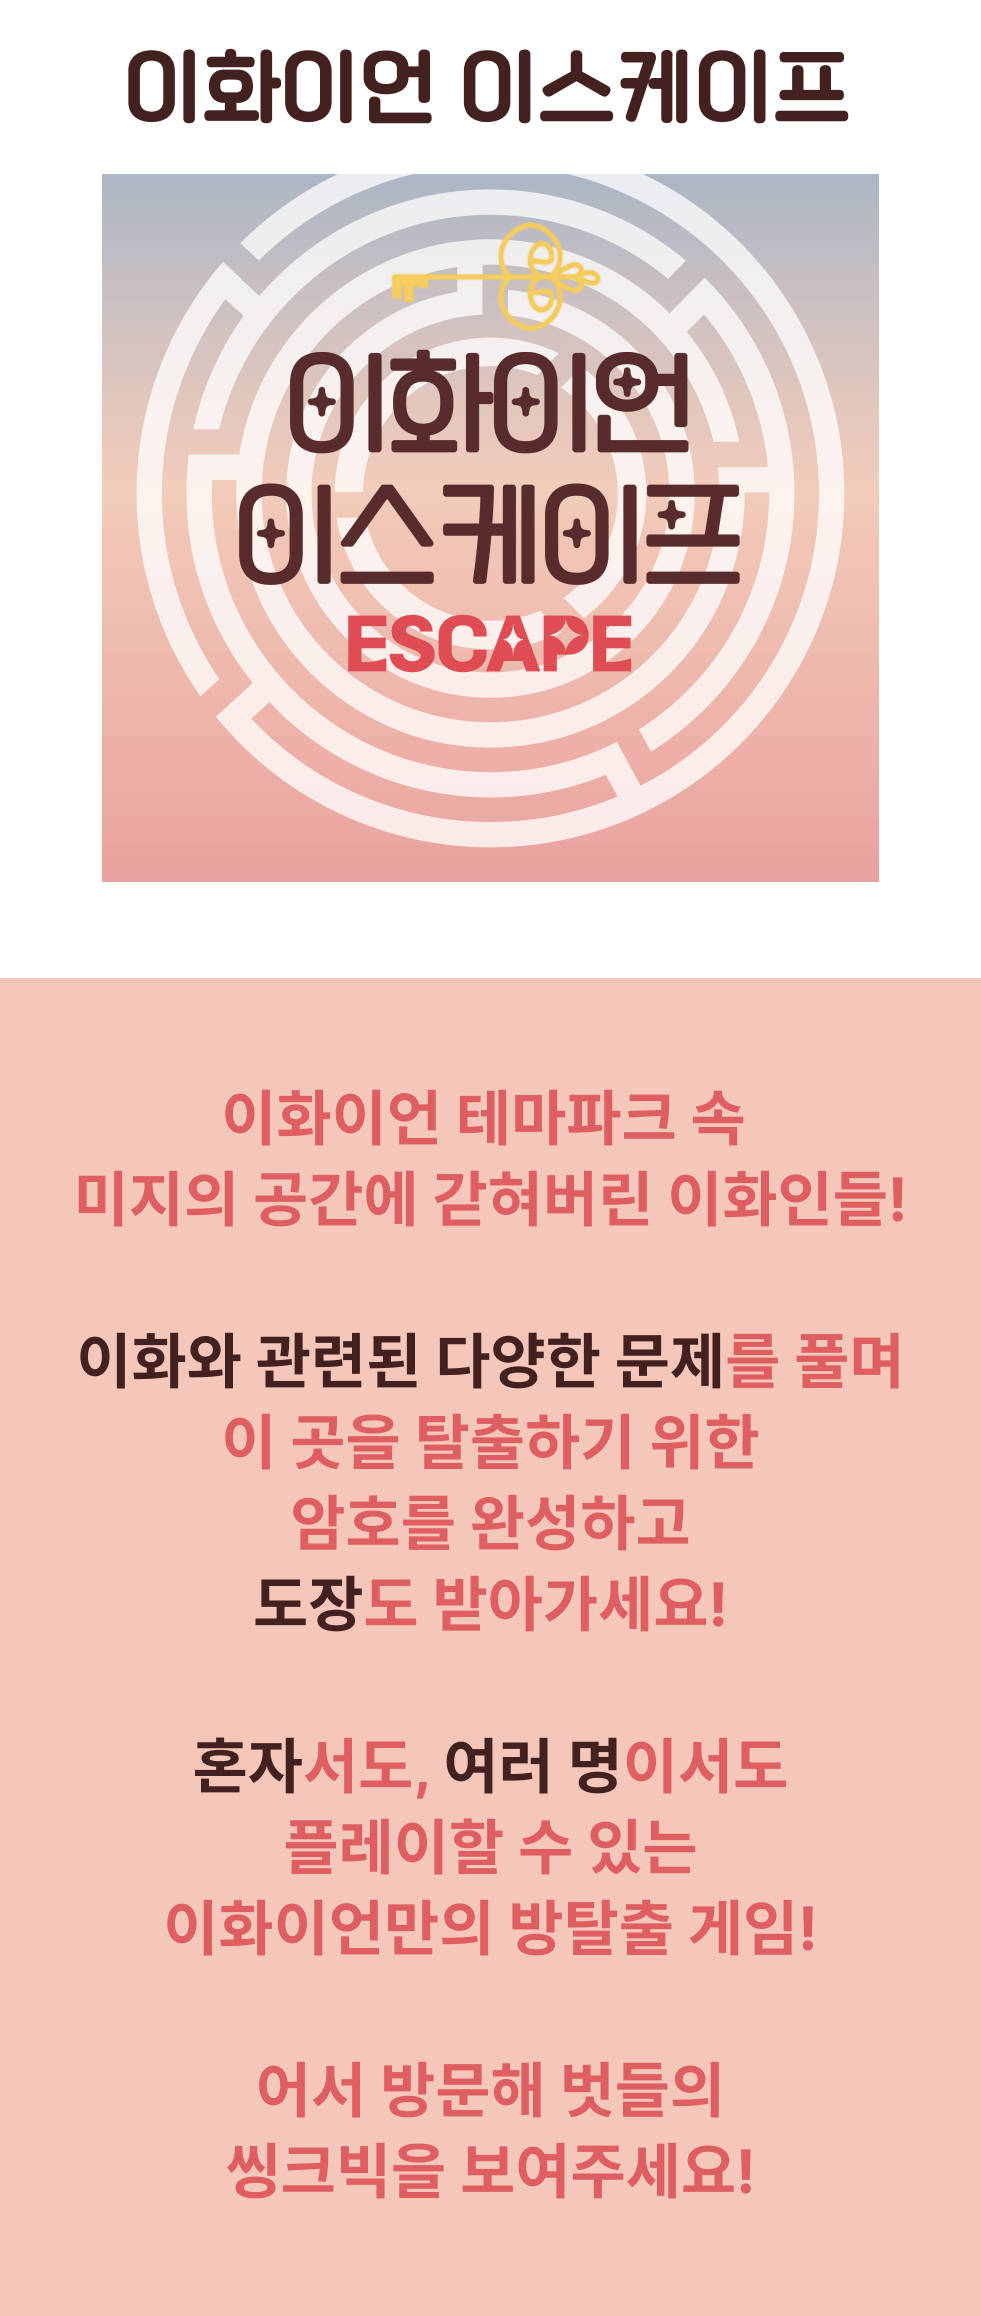 이화이언 이스케이프
이화이언
이스케이프
ESCAPE
이화이언 테마파크 속
미지의 공간에 갇혀버린 이화인들!
이화와 관련된 다양한 문제를 풀며
이 곳을 탈출하기 위한
암호를 완성하고
도장도 받아가세요!
혼자서도, 여러 명이서도
플레이할 수 있는
이화이언만의 방탈출 게임!
어서 방문해 벗들의
씽크빅을 보여주세요!